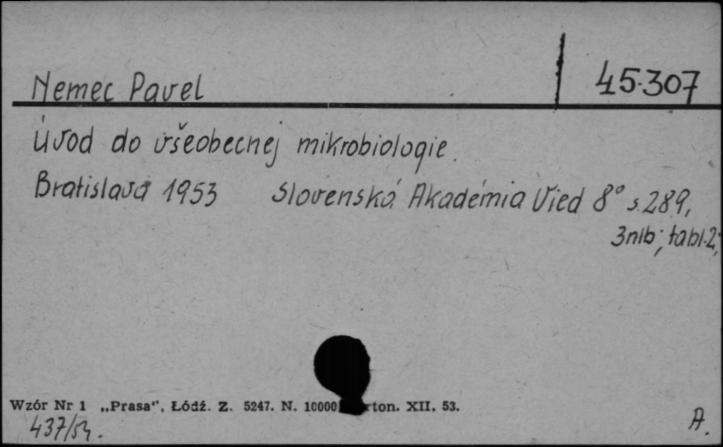 Nemec Pavel 45.307
Úvod do všeobecnej mikrobiologie.
Bratislava 1953 Slovenská Akadémia Vied 8° s. 289,
3nlb; tabl.2;
Wzór Nr 1 „Prasa", Łódź. Z. 5247. N. 10000 rton. XII. 53.
437/54.
A.